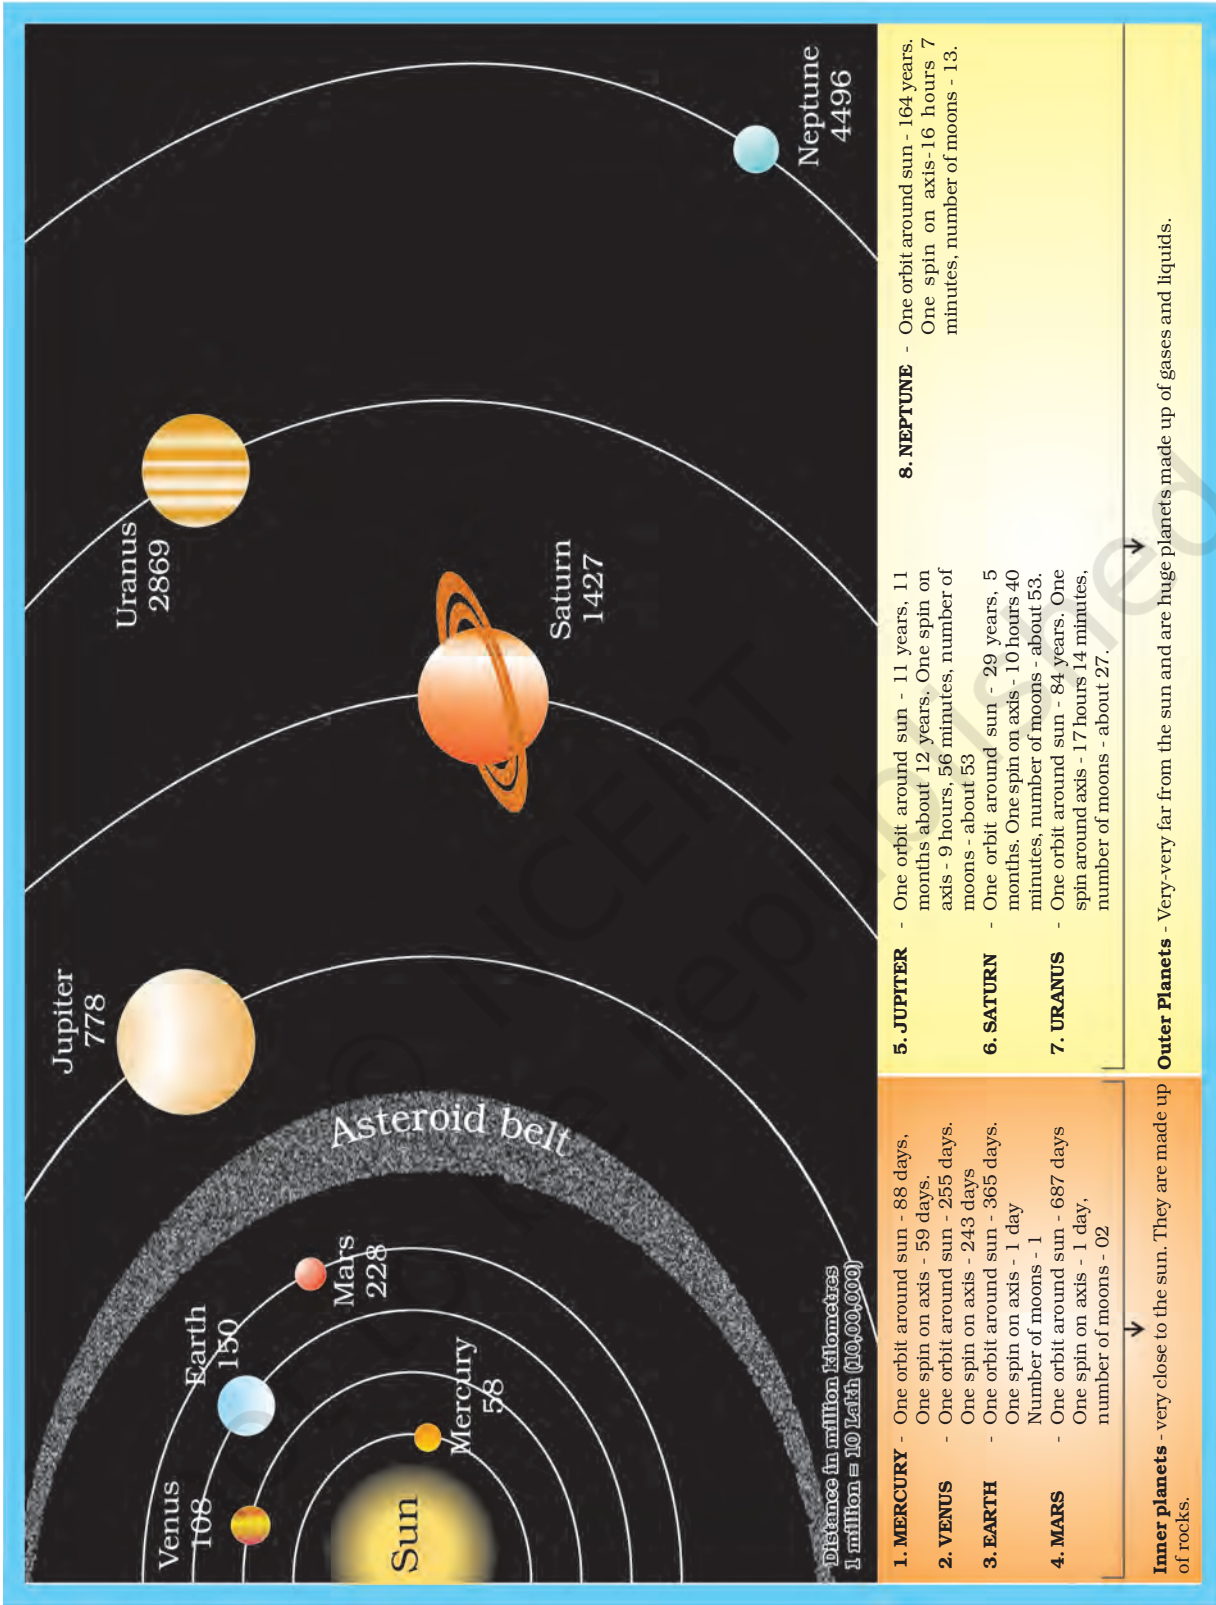 Sun
Mercury
58
Venus
108
Earth
150
Mars
228
Asteroid belt
Jupiter
778
Saturn
1427
Uranus
2869
Neptune
4496
*Distance in million kilometres
1 million = 10 Lakh (10,00,000)
1. MERCURY - One orbit around sun - 88 days,
One spin on axis - 59 days.
2. VENUS - One orbit around sun - 255 days.
One spin on axis - 243 days
3. EARTH - One orbit around sun - 365 days.
One spin on axis - 1 day
Number of moons - 1
4. MARS - One orbit around sun - 687 days
One spin on axis - 1 day,
number of moons - 02
Inner planets - very close to the sun. They are made up
of rocks.
5. JUPITER - One orbit around sun - 11 years, 11
months about 12 years. One spin on
axis - 9 hours, 56 minutes, number of
moons - about 53
6. SATURN - One orbit around sun - 29 years, 5
months. One spin on axis - 10 hours 40
minutes, number of moons - about 53.
7. URANUS - One orbit around sun - 84 years. One
spin around axis - 17 hours 14 minutes,
number of moons - about 27.
8. NEPTUNE - One orbit around sun - 164 years.
One spin on axis-16 hours 7
minutes, number of moons - 13.
Outer Planets - Very-very far from the sun and are huge planets made up of gases and liquids.
© NCERT
republished